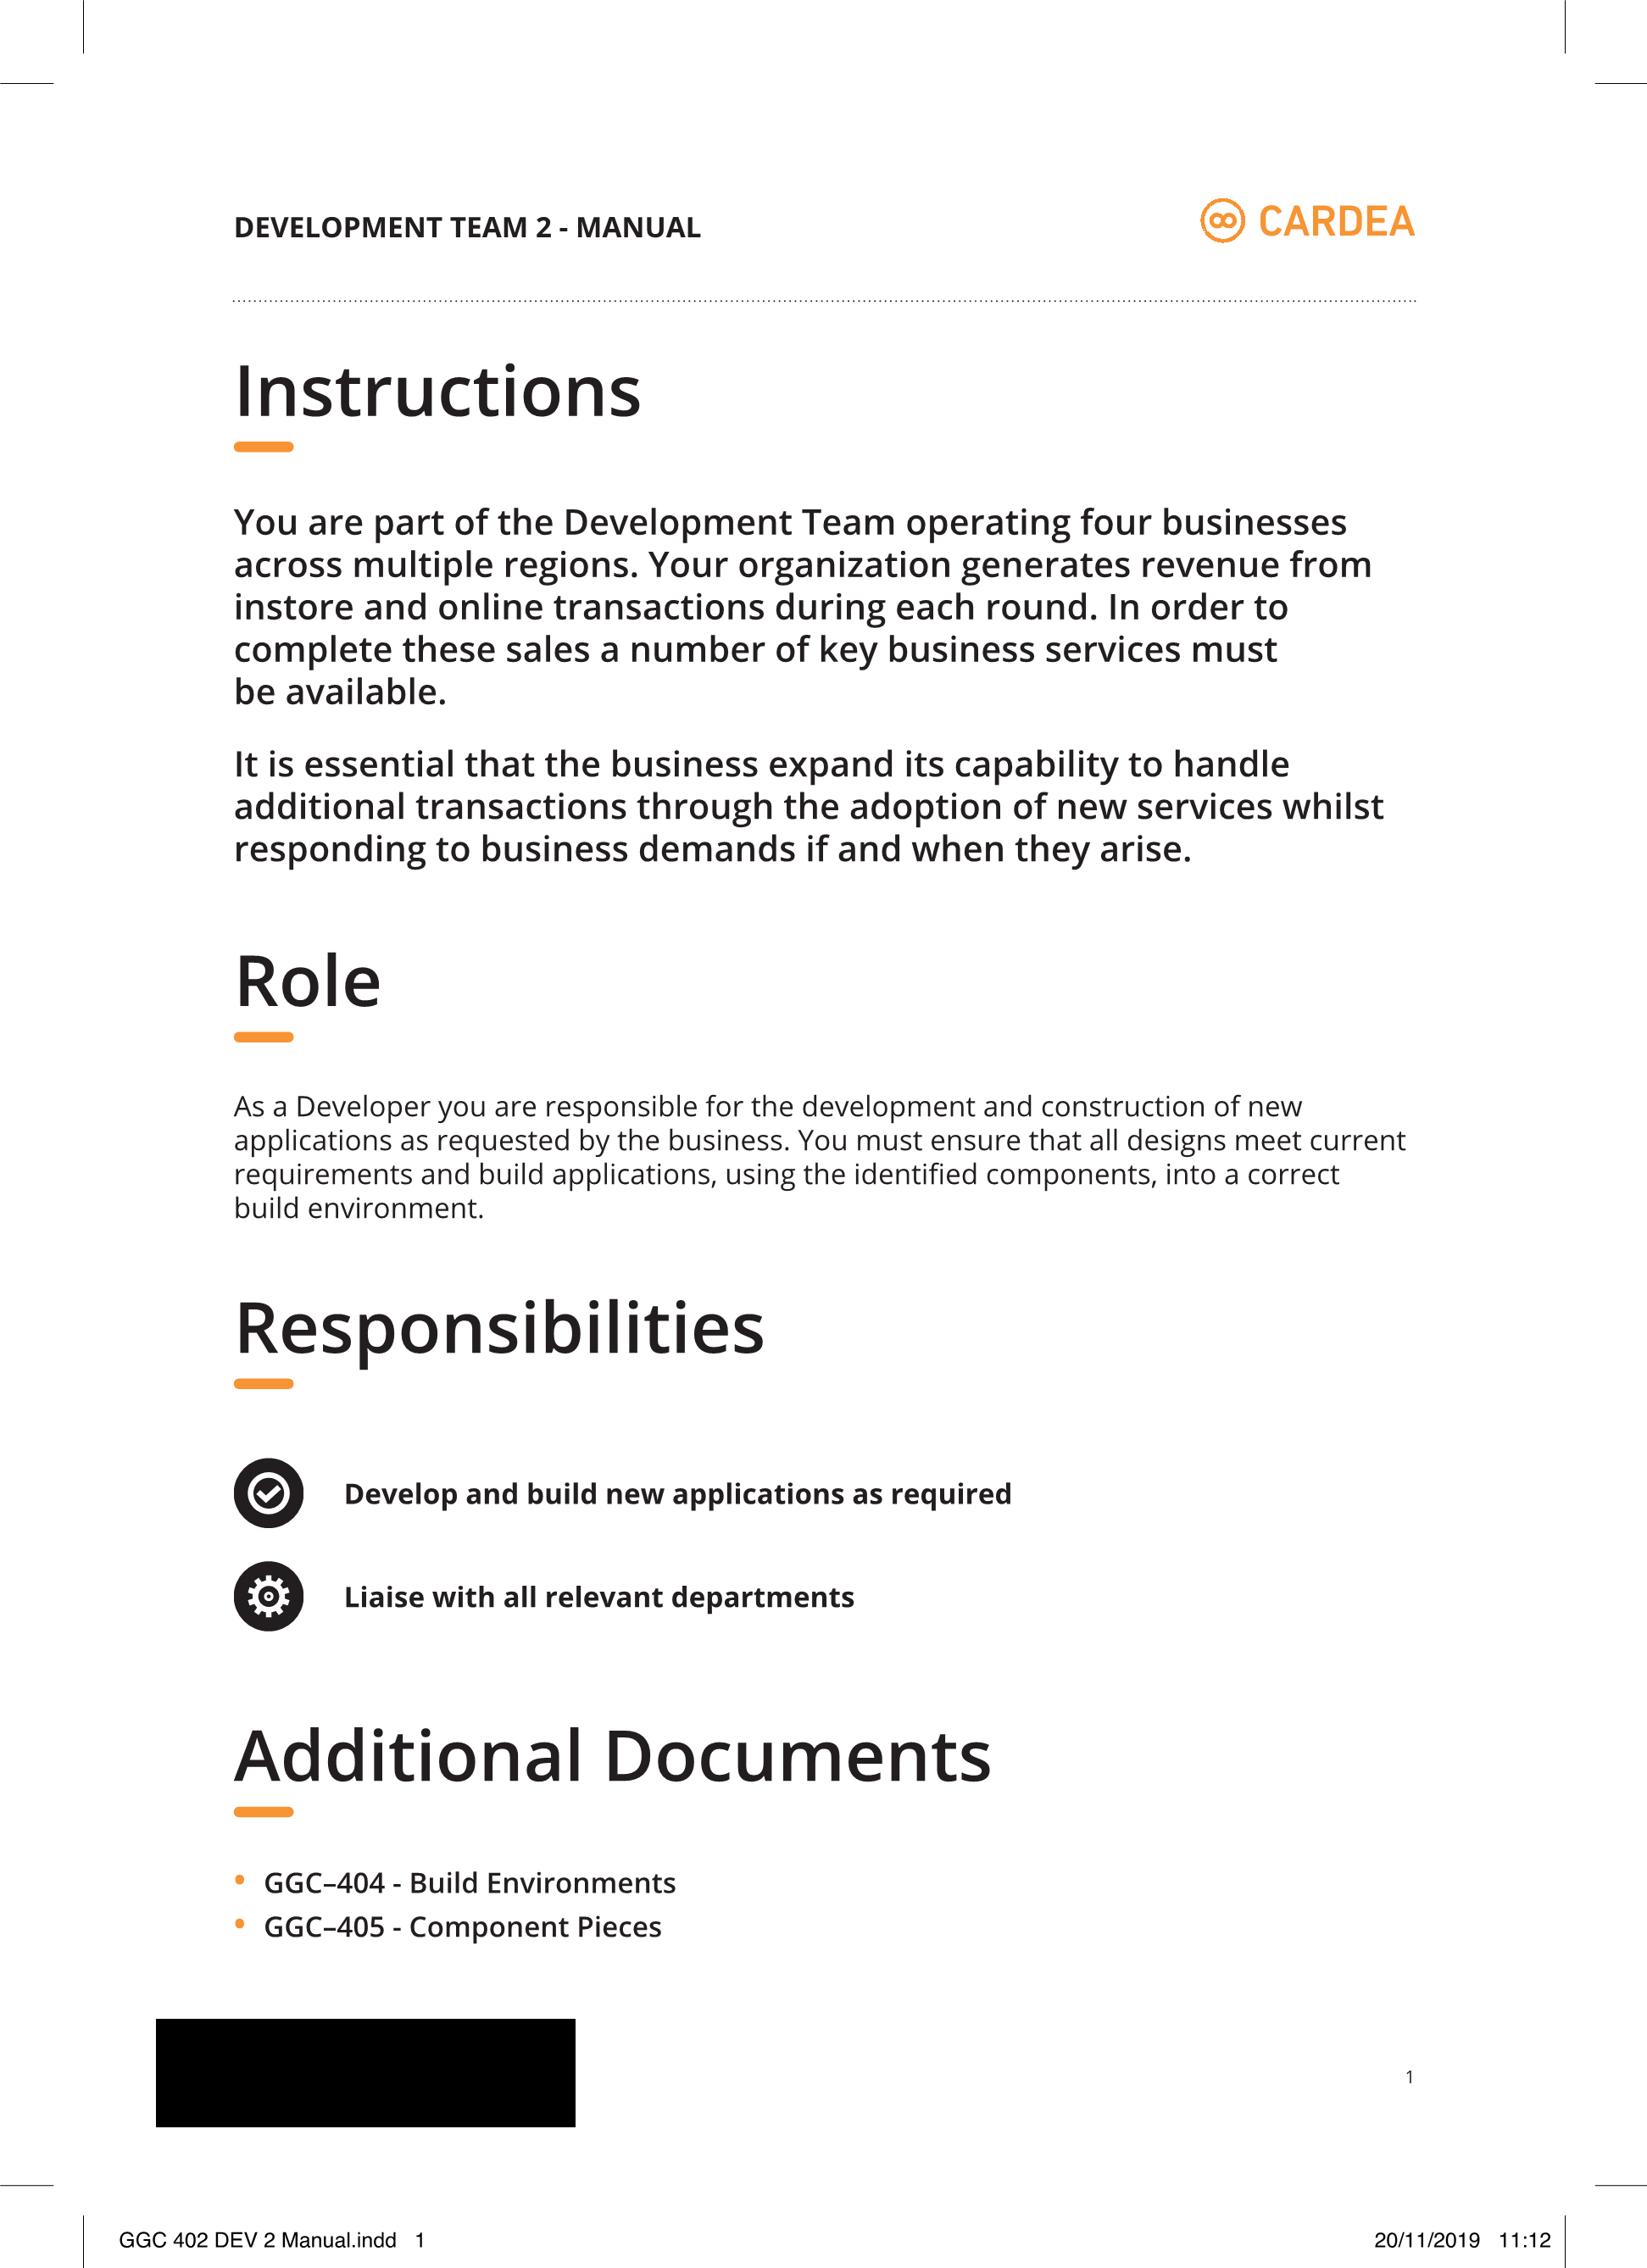 DEVELOPMENT TEAM 2 - MANUAL
CARDEA
Instructions
You are part of the Development Team operating four businesses
across multiple regions. Your organization generates revenue from
instore and online transactions during each round. In order to
complete these sales a number of key business services must
be available.
It is essential that the business expand its capability to handle
additional transactions through the adoption of new services whilst
responding to business demands if and when they arise.
Role
As a Developer you are responsible for the development and construction of new
applications as requested by the business. You must ensure that all designs meet current
requirements and build applications, using the identified components, into a correct
build environment.
Responsibilities
Develop and build new applications as required
Liaise with all relevant departments
Additional Documents
• GGC–404 - Build Environments
• GGC–405 - Component Pieces
1
GGC 402 DEV 2 Manual.indd 1
20/11/2019 11:12